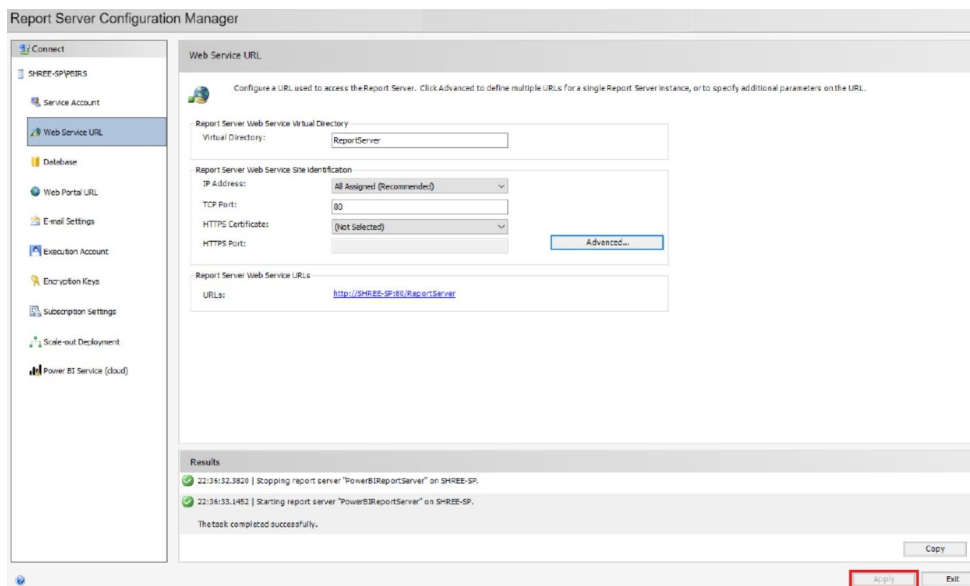 Report Server Configuration Manager
Connect
SHREE-SP\PBIRS
Service Account
Web Service URL
Database
Web Portal URL
E-mail Settings
Execution Account
Encryption Keys
Subscription Settings
Scale-out Deployment
Power BI Service (cloud)
Web Service URL
Configure a URL used to access the Report Server. Click Advanced to define multiple URLs for a single Report Server instance, or to specify additional parameters on the URL.
Report Server Web Service Virtual Directory
Virtual Directory: ReportServer
Report Server Web Service Site Identification
IP Address: All Assigned (Recommended)
TCP Port: 80
HTTPS Certificate: (Not Selected)
HTTPS Port: Advanced...
Report Server Web Service URLs
URLs: http://SHREE-SP:80/ReportServer
Results
22:36:32.3820 | Stopping report server "PowerBIReportServer" on SHREE-SP.
22:36:33.1452 | Starting report server "PowerBIReportServer" on SHREE-SP.
The task completed successfully.
Copy
Apply Exit